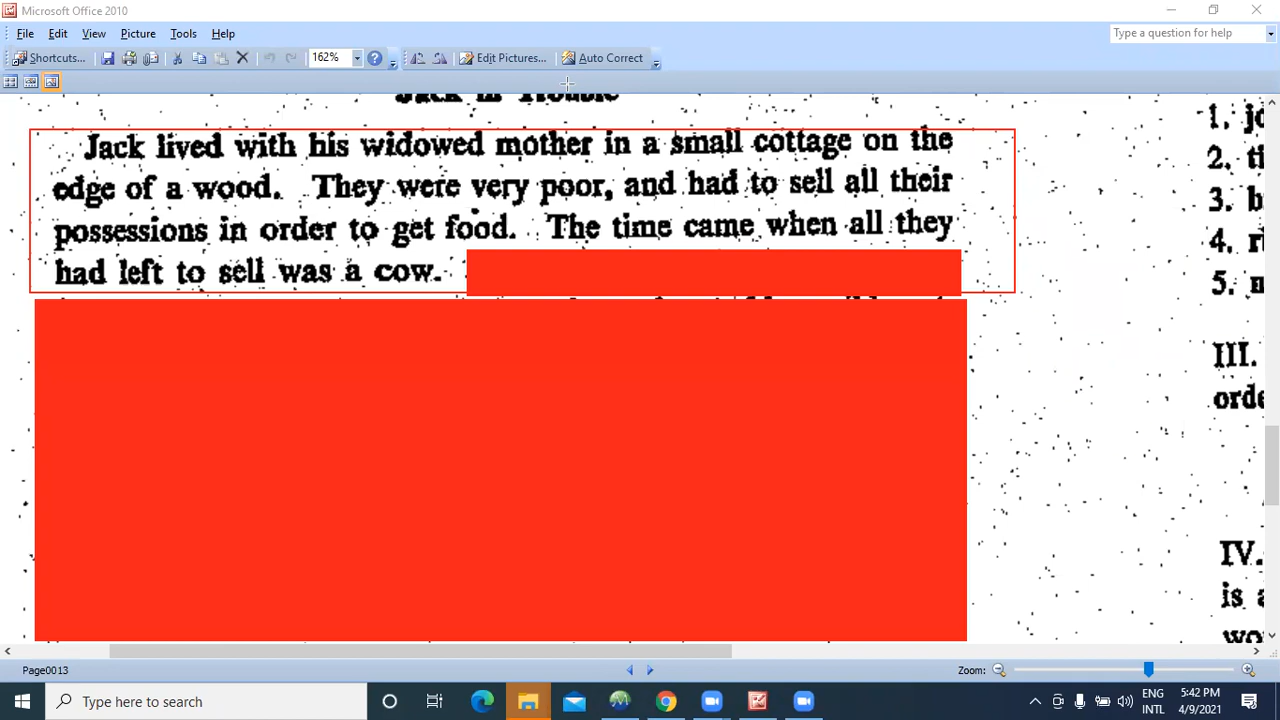 Microsoft Office 2010
File Edit View Picture Tools Help
Type a question for help
Shortcuts...
162%
Edit Pictures...
Auto Correct
Jack in Trouble
Jack lived with his widowed mother in a small cottage on the
edge of a wood. They were very poor, and had to sell all their
possessions in order to get food. The time came when all they
had left to sell was a cow.
1.
2.
3.
4.
5.
III.
IV.
is
Page0013
Zoom:
Type here to search
ENG
INTL
5:42 PM
4/9/2021